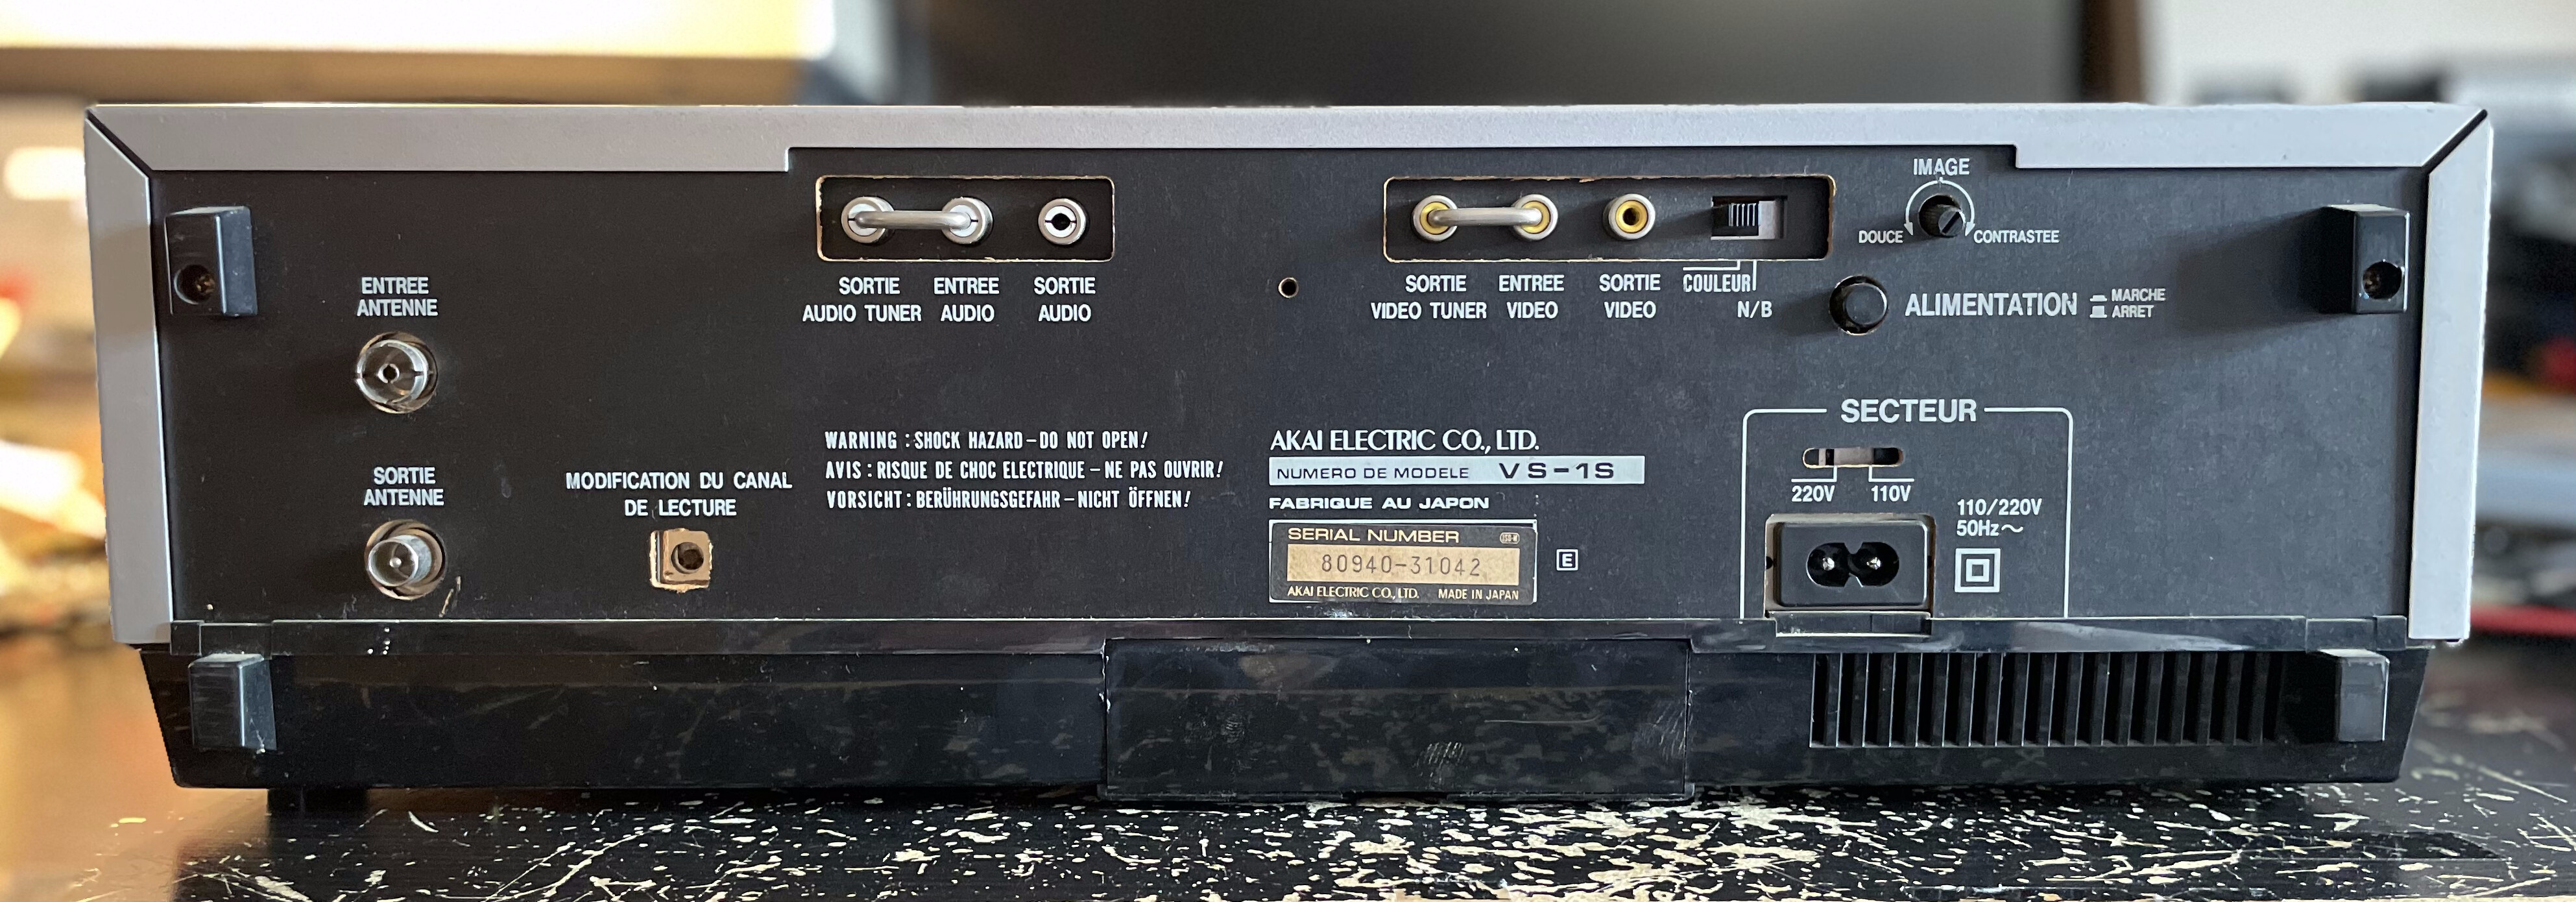 ENTREE
ANTENNE
SORTIE
ANTENNE
MODIFICATION DU CANAL
DE LECTURE
SORTIE
AUDIO TUNER
ENTREE
AUDIO
SORTIE
AUDIO
WARNING : SHOCK HAZARD – DO NOT OPEN!
AVIS : RISQUE DE CHOC ELECTRIQUE – NE PAS OUVRIR!
VORSICHT : BERÜHRUNGSGEFAHR – NICHT ÖFFNEN!
SORTIE
VIDEO TUNER
ENTREE
VIDEO
SORTIE
VIDEO
COULEUR
N/B
IMAGE
DOUCE
CONTRASTEE
ALIMENTATION
MARCHE
ARRET
AKAI ELECTRIC CO., LTD.
NUMERO DE MODELE VS-1S
FABRIQUE AU JAPON
SERIAL NUMBER
80940-31042
AKAI ELECTRIC CO., LTD. MADE IN JAPAN
E
SECTEUR
220V
110V
110/220V
50Hz~